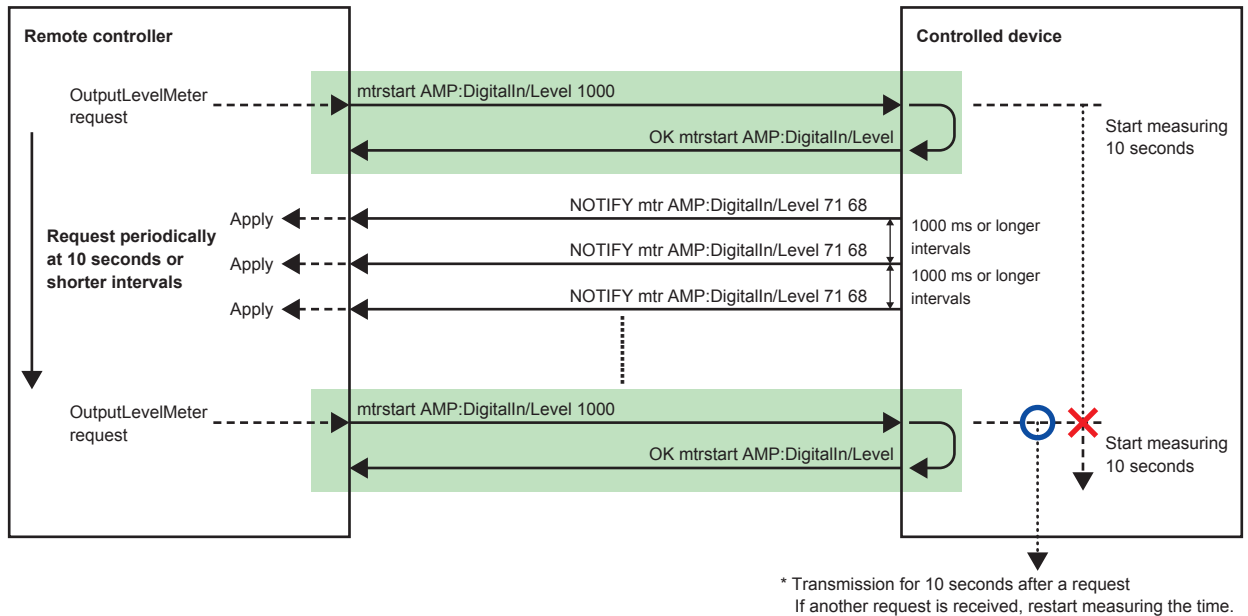 Remote controller
Controlled device
OutputLevelMeter
request
mtrstart AMP:DigitalIn/Level 1000
OK mtrstart AMP:DigitalIn/Level
Start measuring
10 seconds
Request periodically
at 10 seconds or
shorter intervals
Apply
NOTIFY mtr AMP:DigitalIn/Level 71 68
1000 ms or longer
intervals
Apply
NOTIFY mtr AMP:DigitalIn/Level 71 68
1000 ms or longer
intervals
Apply
NOTIFY mtr AMP:DigitalIn/Level 71 68
OutputLevelMeter
request
mtrstart AMP:DigitalIn/Level 1000
OK mtrstart AMP:DigitalIn/Level
Start measuring
10 seconds
* Transmission for 10 seconds after a request
If another request is received, restart measuring the time.